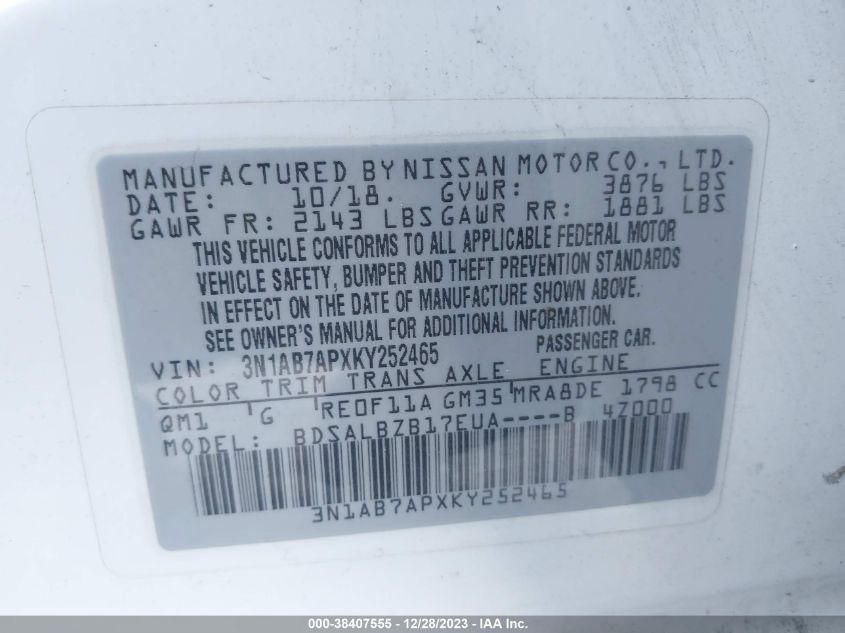 MANUFACTURED BY NISSAN MOTOR CO., LTD.
DATE: 10/18. GVWR: 3876 LBS
GAWR FR: 2143 LBS GAWR RR: 1881 LBS
THIS VEHICLE CONFORMS TO ALL APPLICABLE FEDERAL MOTOR
VEHICLE SAFETY, BUMPER AND THEFT PREVENTION STANDARDS
IN EFFECT ON THE DATE OF MANUFACTURE SHOWN ABOVE.
SEE OWNER'S MANUAL FOR ADDITIONAL INFORMATION.
VIN: 3N1AB7APXKY252465 PASSENGER CAR.
COLOR TRIM TRANS AXLE ENGINE
QM1 G RE0F11A GM35 MRA8DE 1798 CC
MODEL: BDSALBZB17EUA----B 4Z000
3N1AB7APXKY252465
000-38407555 - 12/28/2023 - IAA Inc.